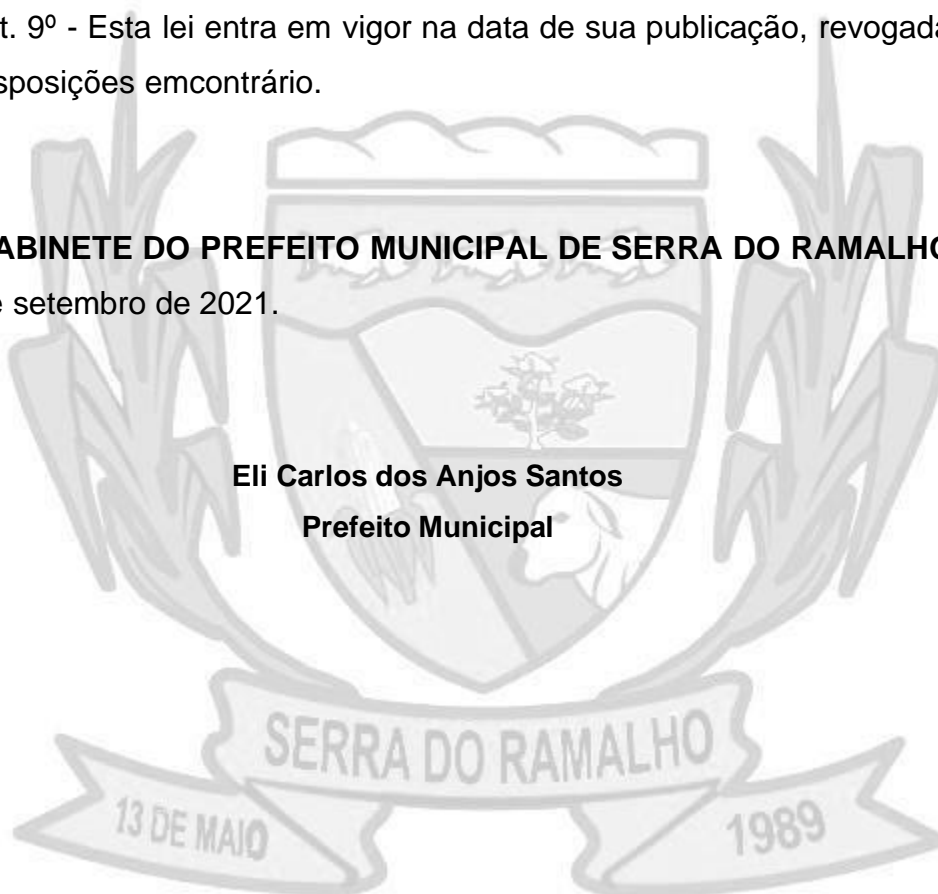 t. 9º - Esta lei entra em vigor na data de sua publicação, revogada
sposições emcontrário.
ABINETE DO PREFEITO MUNICIPAL DE SERRA DO RAMALHO
e setembro de 2021.
Eli Carlos dos Anjos Santos
Prefeito Municipal
SERRA DO RAMALHO
13 DE MAIO
1989